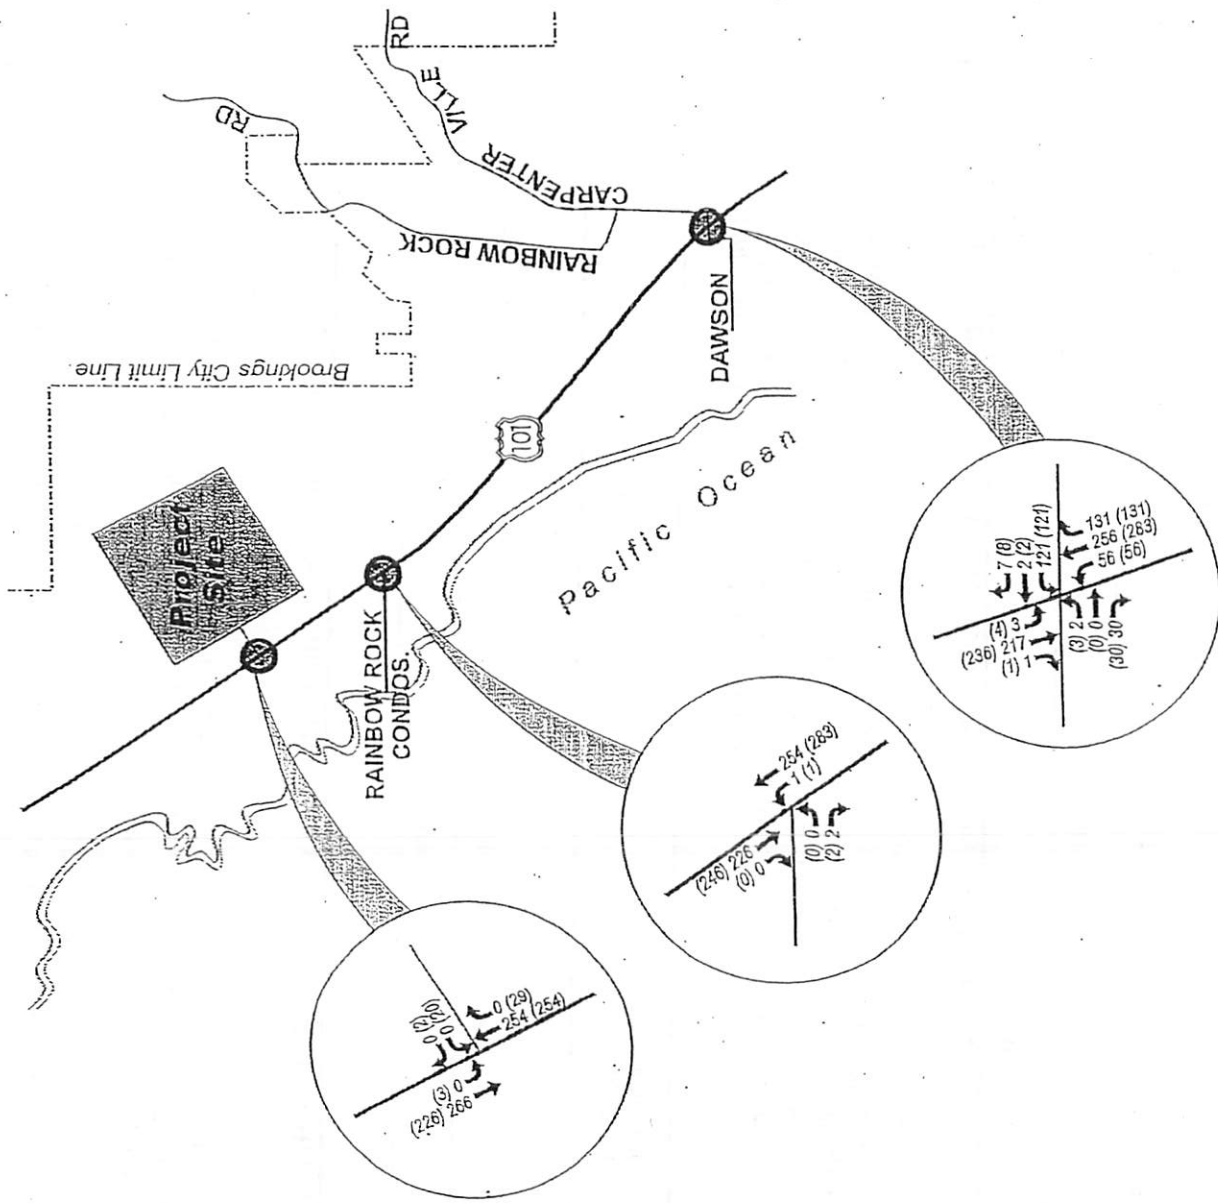 RD
RD
CARPENTER VILLE
RAINBOW ROCK
Brookings City Limit Line
Project
Site
101
DAWSON
RAINBOW ROCK
CONDOS.
Pacific Ocean
0 (2)
0 (20)
0 (29)
254 (254)
(3) 0
(226) 266
254 (283)
1 (1)
(246) 226
(0) 0
(0) 0
(2) 2
7 (8)
2 (2)
121 (121)
131 (131)
256 (283)
56 (56)
(4) 3
(236) 217
(1) 1
(3) 2
(0) 0
(30) 30